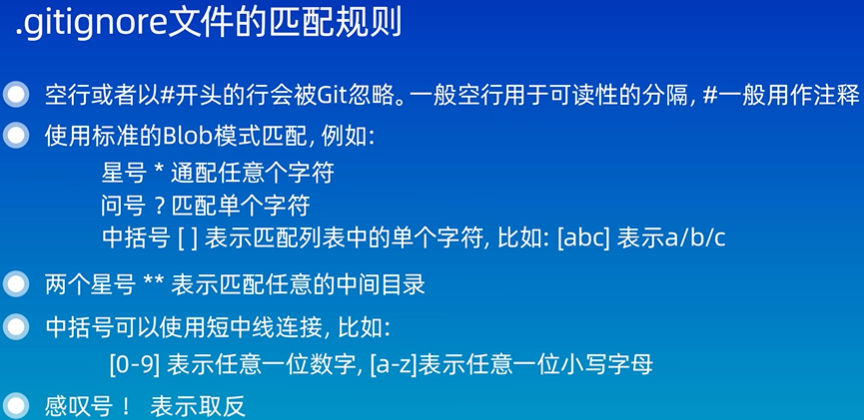 .gitignore文件的匹配规则
空行或者以#开头的行会被Git忽略。一般空行用于可读性的分隔, #一般用作注释
使用标准的Blob模式匹配, 例如:
星号 * 通配任意个字符
问号 ? 匹配单个字符
中括号 [ ] 表示匹配列表中的单个字符, 比如: [abc] 表示a/b/c
两个星号 ** 表示匹配任意的中间目录
中括号可以使用短中线连接, 比如:
[0-9] 表示任意一位数字, [a-z]表示任意一位小写字母
感叹号 ！ 表示取反